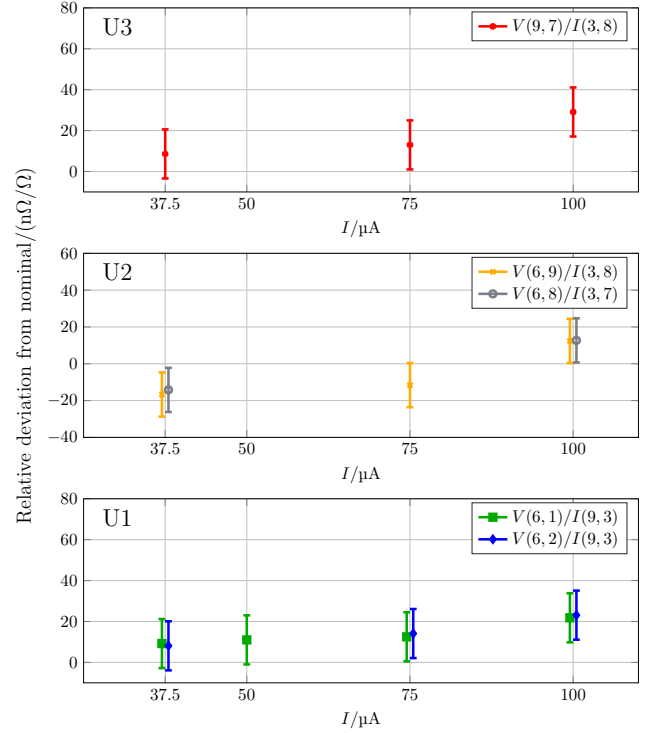 Relative deviation from nominal/(nΩ/Ω)
U3
V(9,7)/I(3,8)
80
60
40
20
0
37.5 50 75 100
I/µA
U2
V(6,9)/I(3,8)
V(6,8)/I(3,7)
60
40
20
0
−20
−40
37.5 50 75 100
I/µA
U1
V(6,1)/I(9,3)
V(6,2)/I(9,3)
80
60
40
20
0
37.5 50 75 100
I/µA